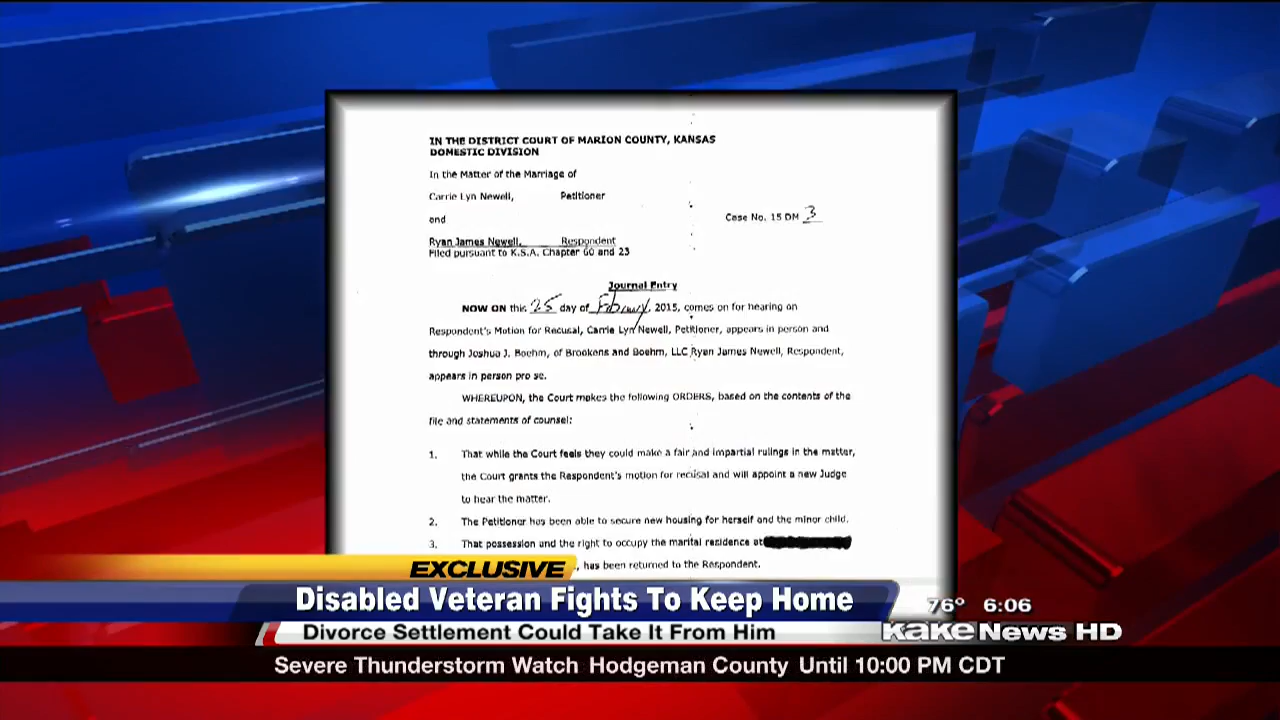 IN THE DISTRICT COURT OF MARION COUNTY, KANSAS
DOMESTIC DIVISION
In the Matter of the Marriage of
Carrie Lyn Newell, Petitioner
and
Case No. 15 DM 3
Ryan James Newell, Respondent
Filed pursuant to K.S.A. Chapter 60 and 23
Journal Entry
NOW ON this 25 day of February, 2015, comes on for hearing on
Respondent's Motion for Recusal, Carrie Lyn Newell, Petitioner, appears in person and
through Joshua J. Boehm, of Brookens and Boehm, LLC Ryan James Newell, Respondent,
appears in person pro se.
WHEREUPON, the Court makes the following ORDERS, based on the contents of the
file and statements of counsel:
1. That while the Court feels they could make a fair and impartial rulings in the matter,
the Court grants the Respondent's motion for recusal and will appoint a new Judge
to hear the matter.
2. The Petitioner has been able to secure new housing for herself and the minor child.
3. That possession and the right to occupy the marital residence at
, has been returned to the Respondent.
EXCLUSIVE
Disabled Veteran Fights To Keep Home
76° 6:06
Divorce Settlement Could Take It From Him
KAKE NEWS HD
Severe Thunderstorm Watch Hodgeman County Until 10:00 PM CDT